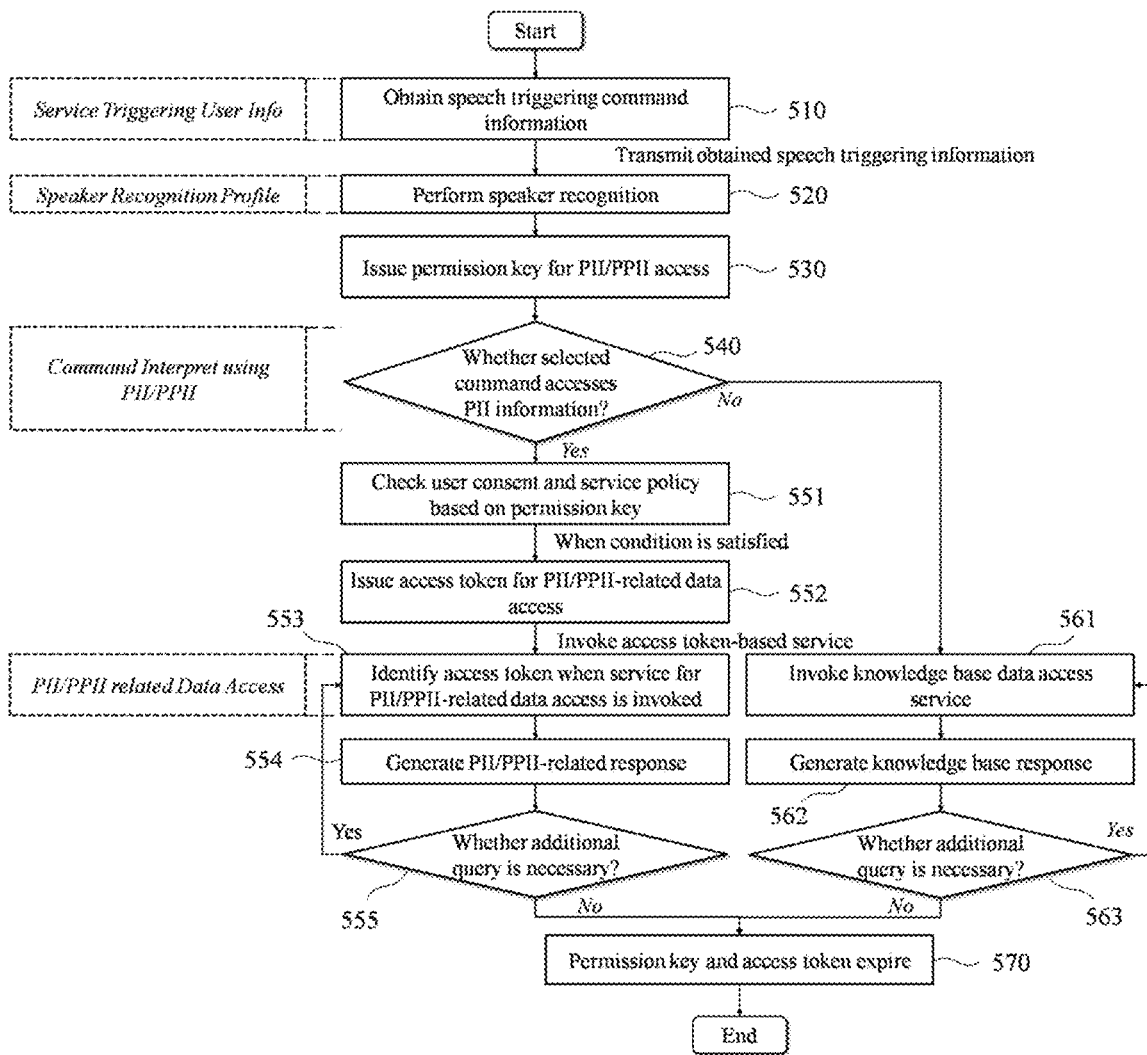 Start
Service Triggering User Info
Obtain speech triggering command
information
510
Transmit obtained speech triggering information
Speaker Recognition Profile
Perform speaker recognition
520
Issue permission key for PII/PPII access
530
Command Interpret using
PII/PPII
Whether selected
command accesses
PII information?
540
No
Yes
Check user consent and service policy
based on permission key
551
When condition is satisfied
Issue access token for PII/PPII-related data
access
552
553
Invoke access token-based service
561
PII/PPII related Data Access
Identify access token when service for
PII/PPII-related data access is invoked
Invoke knowledge base data access
service
554
Generate PII/PPII-related response
Generate knowledge base response
562
Yes
Whether additional
query is necessary?
555
No
Whether additional
query is necessary?
Yes
563
No
Permission key and access token expire
570
End